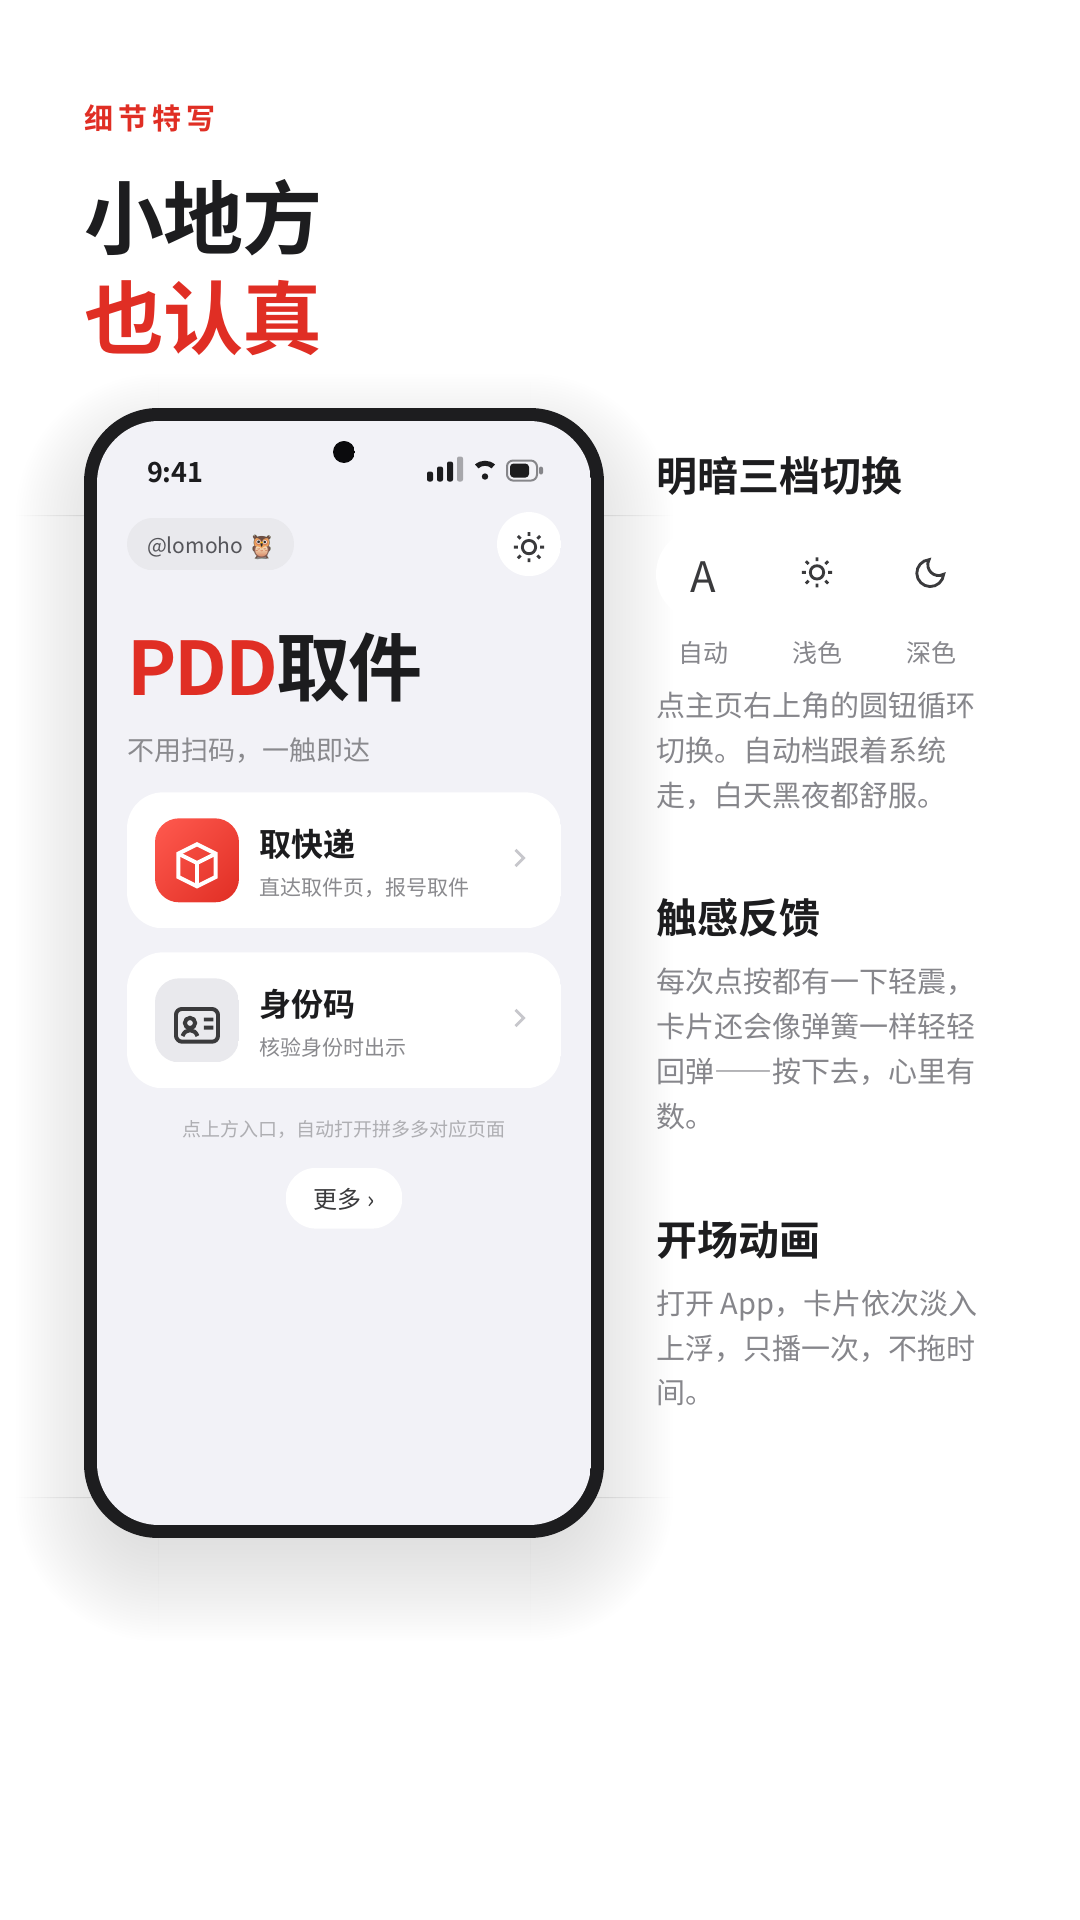 细节特写
小地方
也认真
9:41
@lomoho 🦉
PDD取件
不用扫码，一触即达
取快递
直达取件页，报号取件
身份码
核验身份时出示
点上方入口，自动打开拼多多对应页面
更多 ›
明暗三档切换
A
自动 浅色 深色
点主页右上角的圆钮循环
切换。自动档跟着系统
走，白天黑夜都舒服。
触感反馈
每次点按都有一下轻震，
卡片还会像弹簧一样轻轻
回弹——按下去，心里有
数。
开场动画
打开 App，卡片依次淡入
上浮，只播一次，不拖时
间。